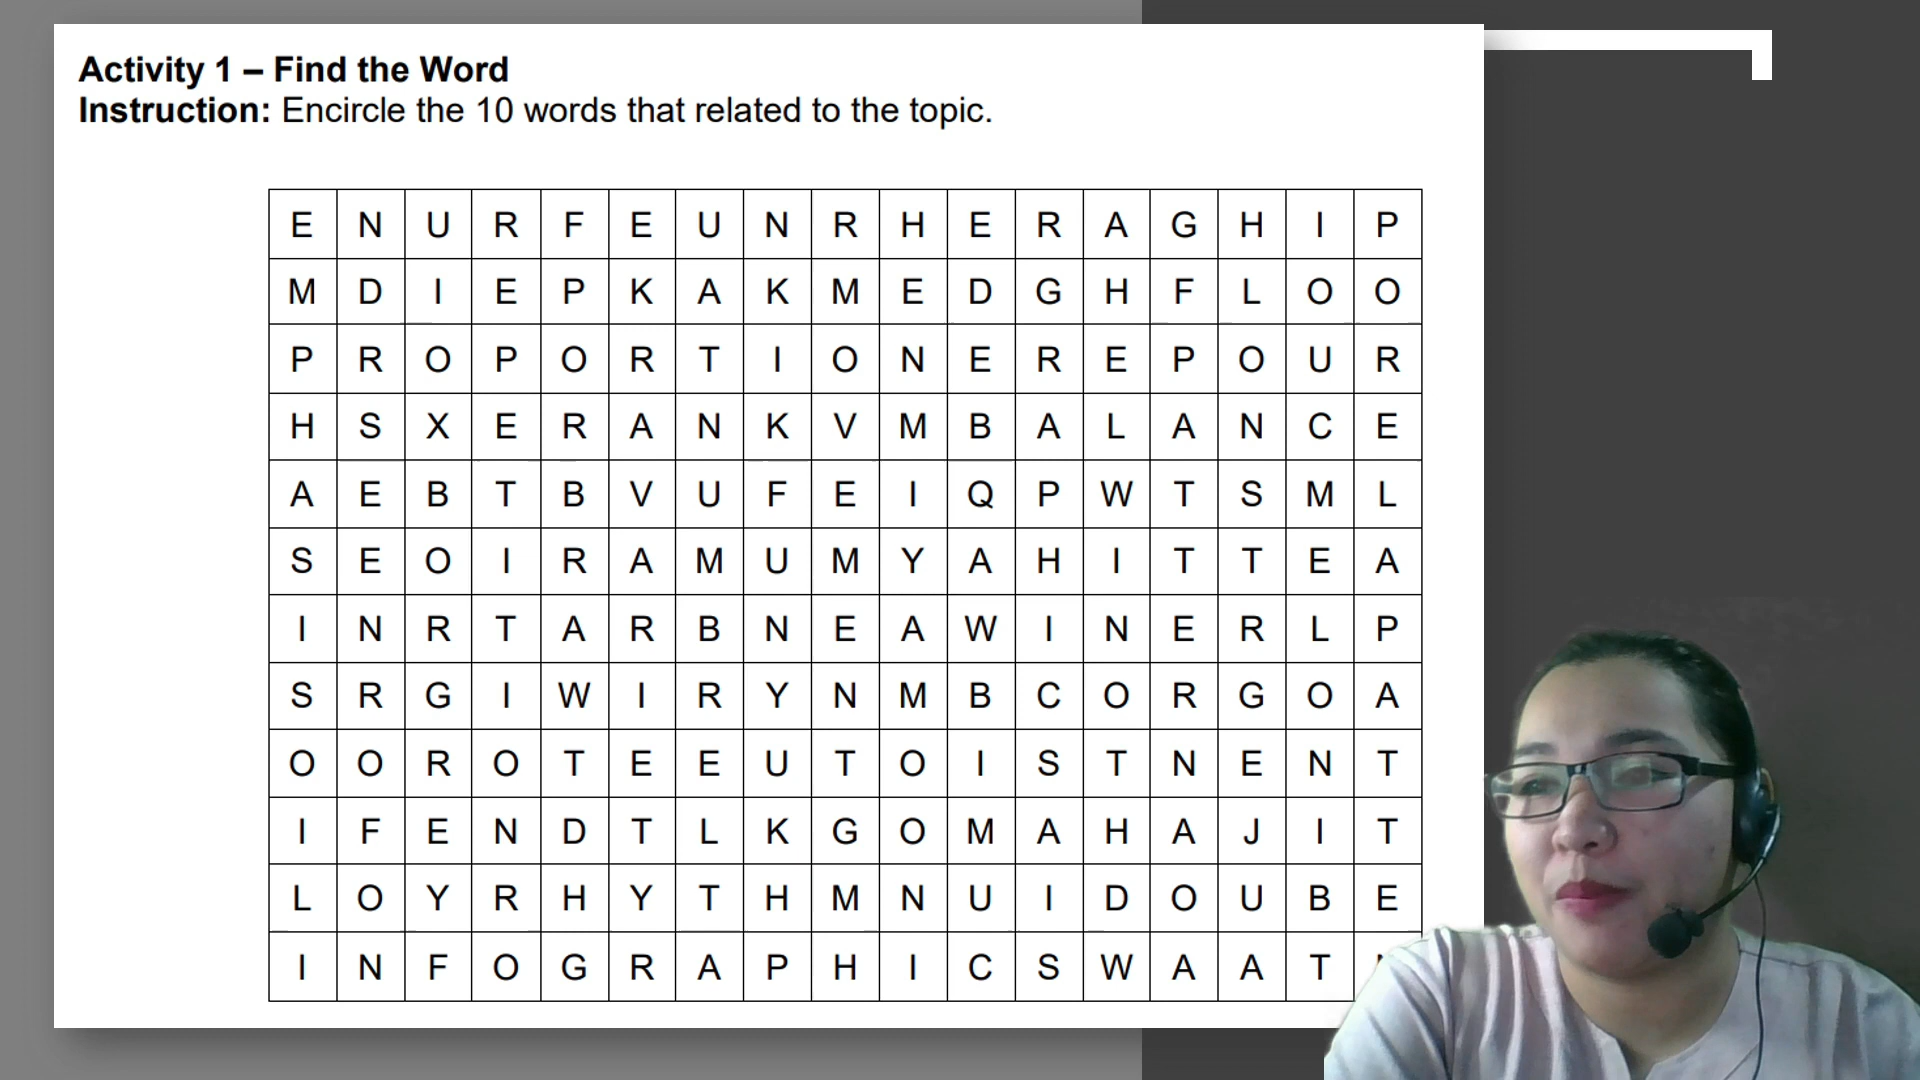 Activity 1 – Find the Word
Instruction: Encircle the 10 words that related to the topic.
E N U R F E U N R H E R A G H I P
M D I E P K A K M E D G H F L O O
P R O P O R T I O N E R E P O U R
H S X E R A N K V M B A L A N C E
A E B T B V U F E I Q P W T S M L
S E O I R A M U M Y A H I T T E A
I N R T A R B N E A W I N E R L P
S R G I W I R Y N M B C O R G O A
O O R O T E E U T O I S T N E N T
I F E N D T L K G O M A H A J I T
L O Y R H Y T H M N U I D O U B E
I N F O G R A P H I C S W A A T